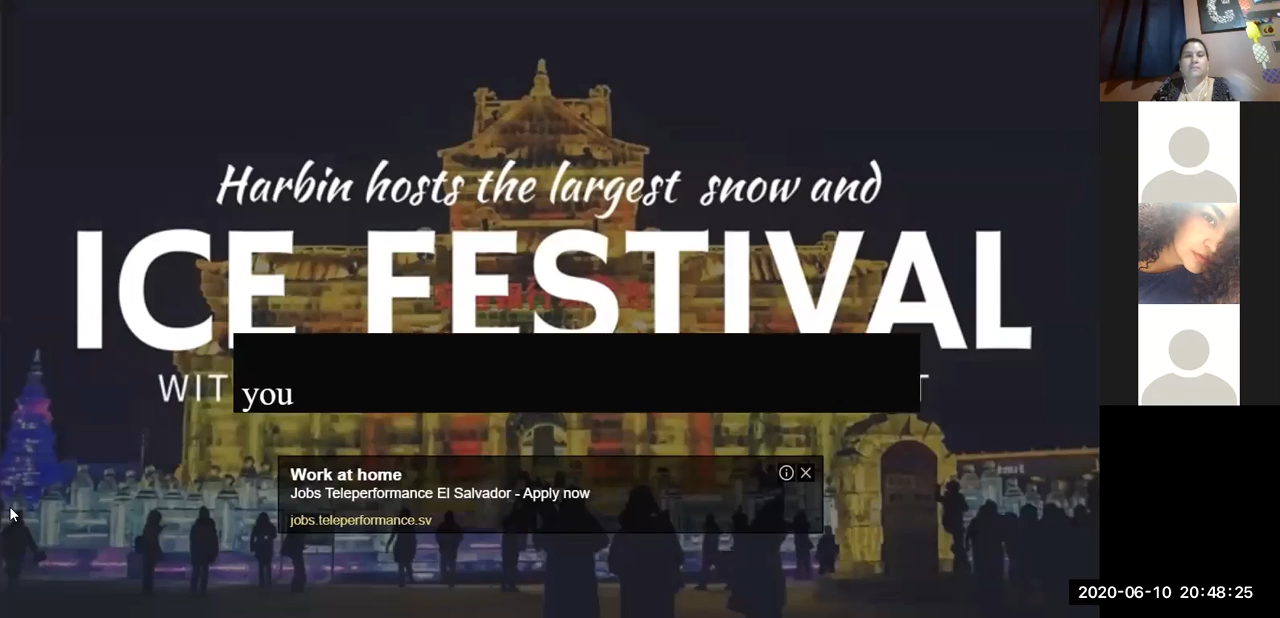 Harbin hosts the largest snow and
ICE FESTIVAL
WIT
you
Work at home
Jobs Teleperformance El Salvador - Apply now
jobs.teleperformance.sv
2020-06-10 20:48:25